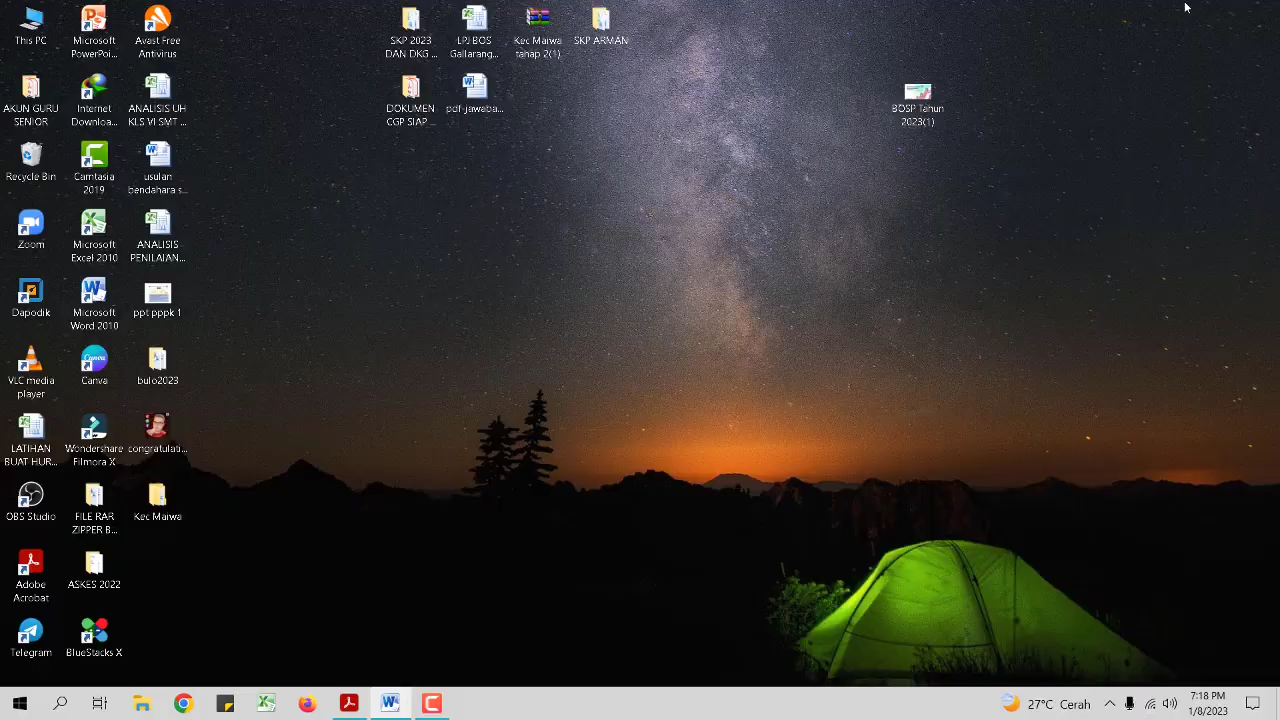 This PC
Microsoft
PowerPoi...
Avast Free
Antivirus
SKP 2023
DAN DKG ...
LPJ BOS
Gallarang...
Kec Maiwa
tahap 2(1)
SKP ARMAN
AKUN GURU
SENIOR
Internet
Downloa...
ANALISIS UH
KLS VI SMT ...
DOKUMEN
CGP SIAP ...
pdf-jawaba...
BOSP Tahun
2023(1)
Recycle Bin
Camtasia
2019
usulan
bendahara s...
Zoom
Microsoft
Excel 2010
ANALISIS
PENILAIAN...
Dapodik
Microsoft
Word 2010
ppt pppk 1
VLC media
player
Canva
bulo2023
LATIHAN
BUAT HUR...
Wondershare
Filmora X
congratulati...
OBS Studio
FILE RAR
ZIPPER B...
Kec Maiwa
Adobe
Acrobat
ASKES 2022
Telegram
BlueStacks X
27°C Cerah
7:18 PM
1/8/2023